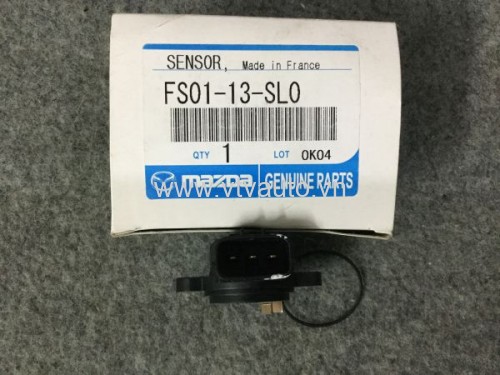 SENSOR, Made in France
FS01-13-SL0
QTY 1 LOT 0K04
www.vtvauto.vn
mazda GENUINE PARTS